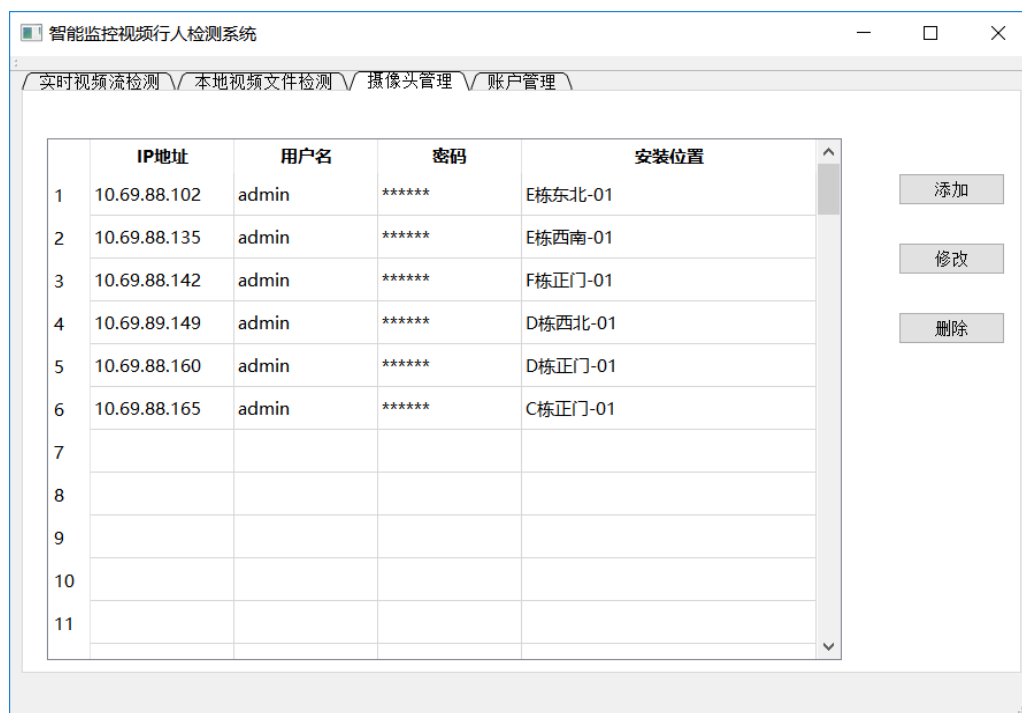 智能监控视频行人检测系统
实时视频流检测 本地视频文件检测 摄像头管理 账户管理
IP地址 用户名 密码 安装位置
1 10.69.88.102 admin ****** E栋东北-01
2 10.69.88.135 admin ****** E栋西南-01
3 10.69.88.142 admin ****** F栋正门-01
4 10.69.89.149 admin ****** D栋西北-01
5 10.69.88.160 admin ****** D栋正门-01
6 10.69.88.165 admin ****** C栋正门-01
7
8
9
10
11
添加
修改
删除